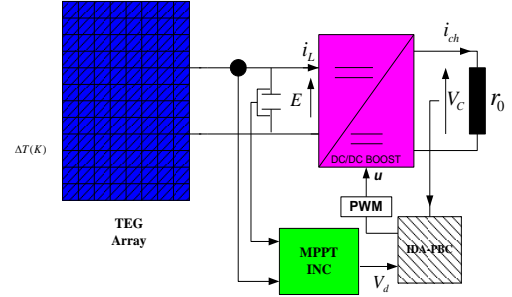 i_L
i_ch
E
V_C
r_0
ΔT(K)
DC/DC BOOST
u
PWM
TEG
Array
MPPT
INC
V_d
IDA-PBC